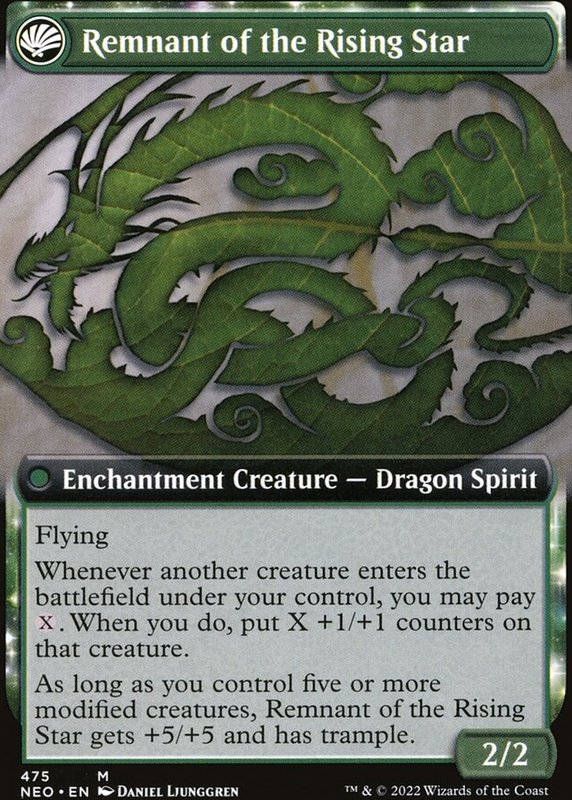 Remnant of the Rising Star
Enchantment Creature — Dragon Spirit
Flying
Whenever another creature enters the
battlefield under your control, you may pay
X. When you do, put X +1/+1 counters on
that creature.
As long as you control five or more
modified creatures, Remnant of the Rising
Star gets +5/+5 and has trample.
2/2
475 M
NEO • EN Daniel Ljunggren
™ & © 2022 Wizards of the Coast